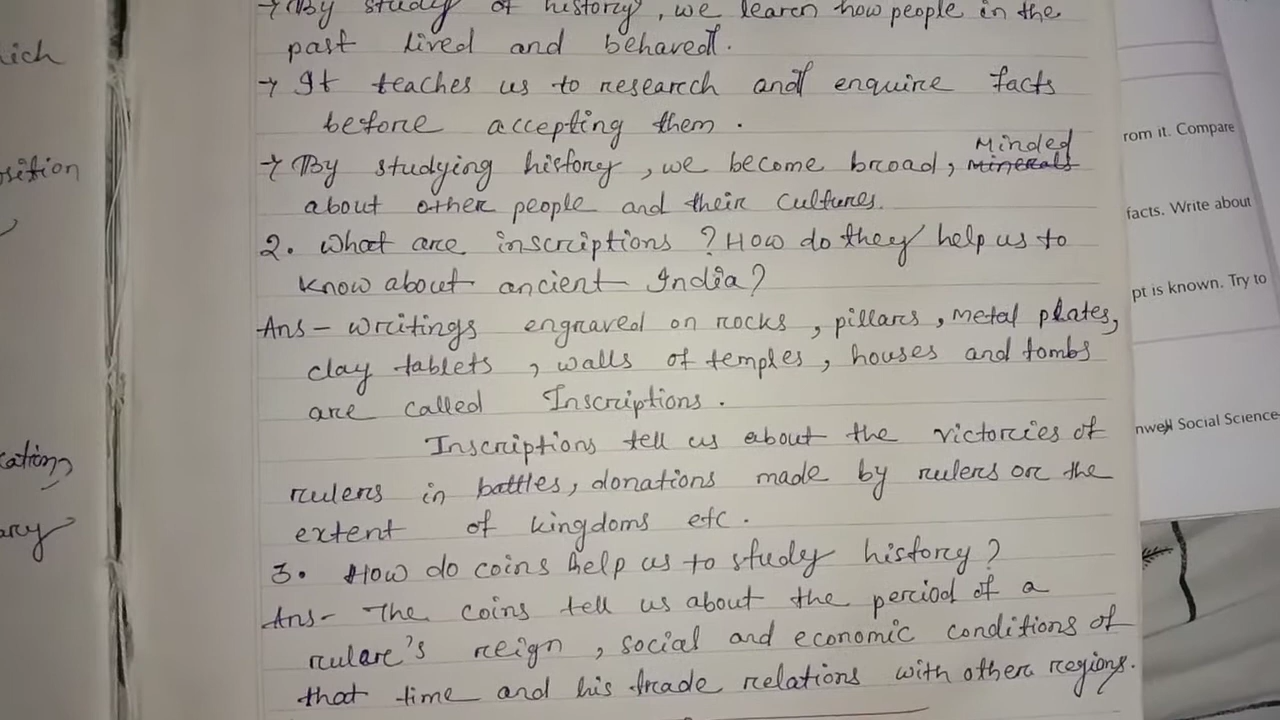 → By study of history, we learn how people in the
past lived and behaved.
→ It teaches us to research and enquire facts
before accepting them.
→ By studying history, we become broad, Minded ~~minerals~~
about other people and their cultures.
2. What are inscriptions ? How do they help us to
know about ancient India?
Ans - Writings engraved on rocks, pillars, metal plates,
clay tablets, walls of temples, houses and tombs
are called Inscriptions.
Inscriptions tell us about the victories of
rulers in battles, donations made by rulers or the
extent of kingdoms etc.
3. How do coins help us to study history?
Ans- The coins tell us about the period of a
rular's reign, social and economic conditions of
that time and his trade relations with other regions.
ich
sition
ation
ary
rom it. Compare
facts. Write about
pt is known. Try to
nwell Social Science